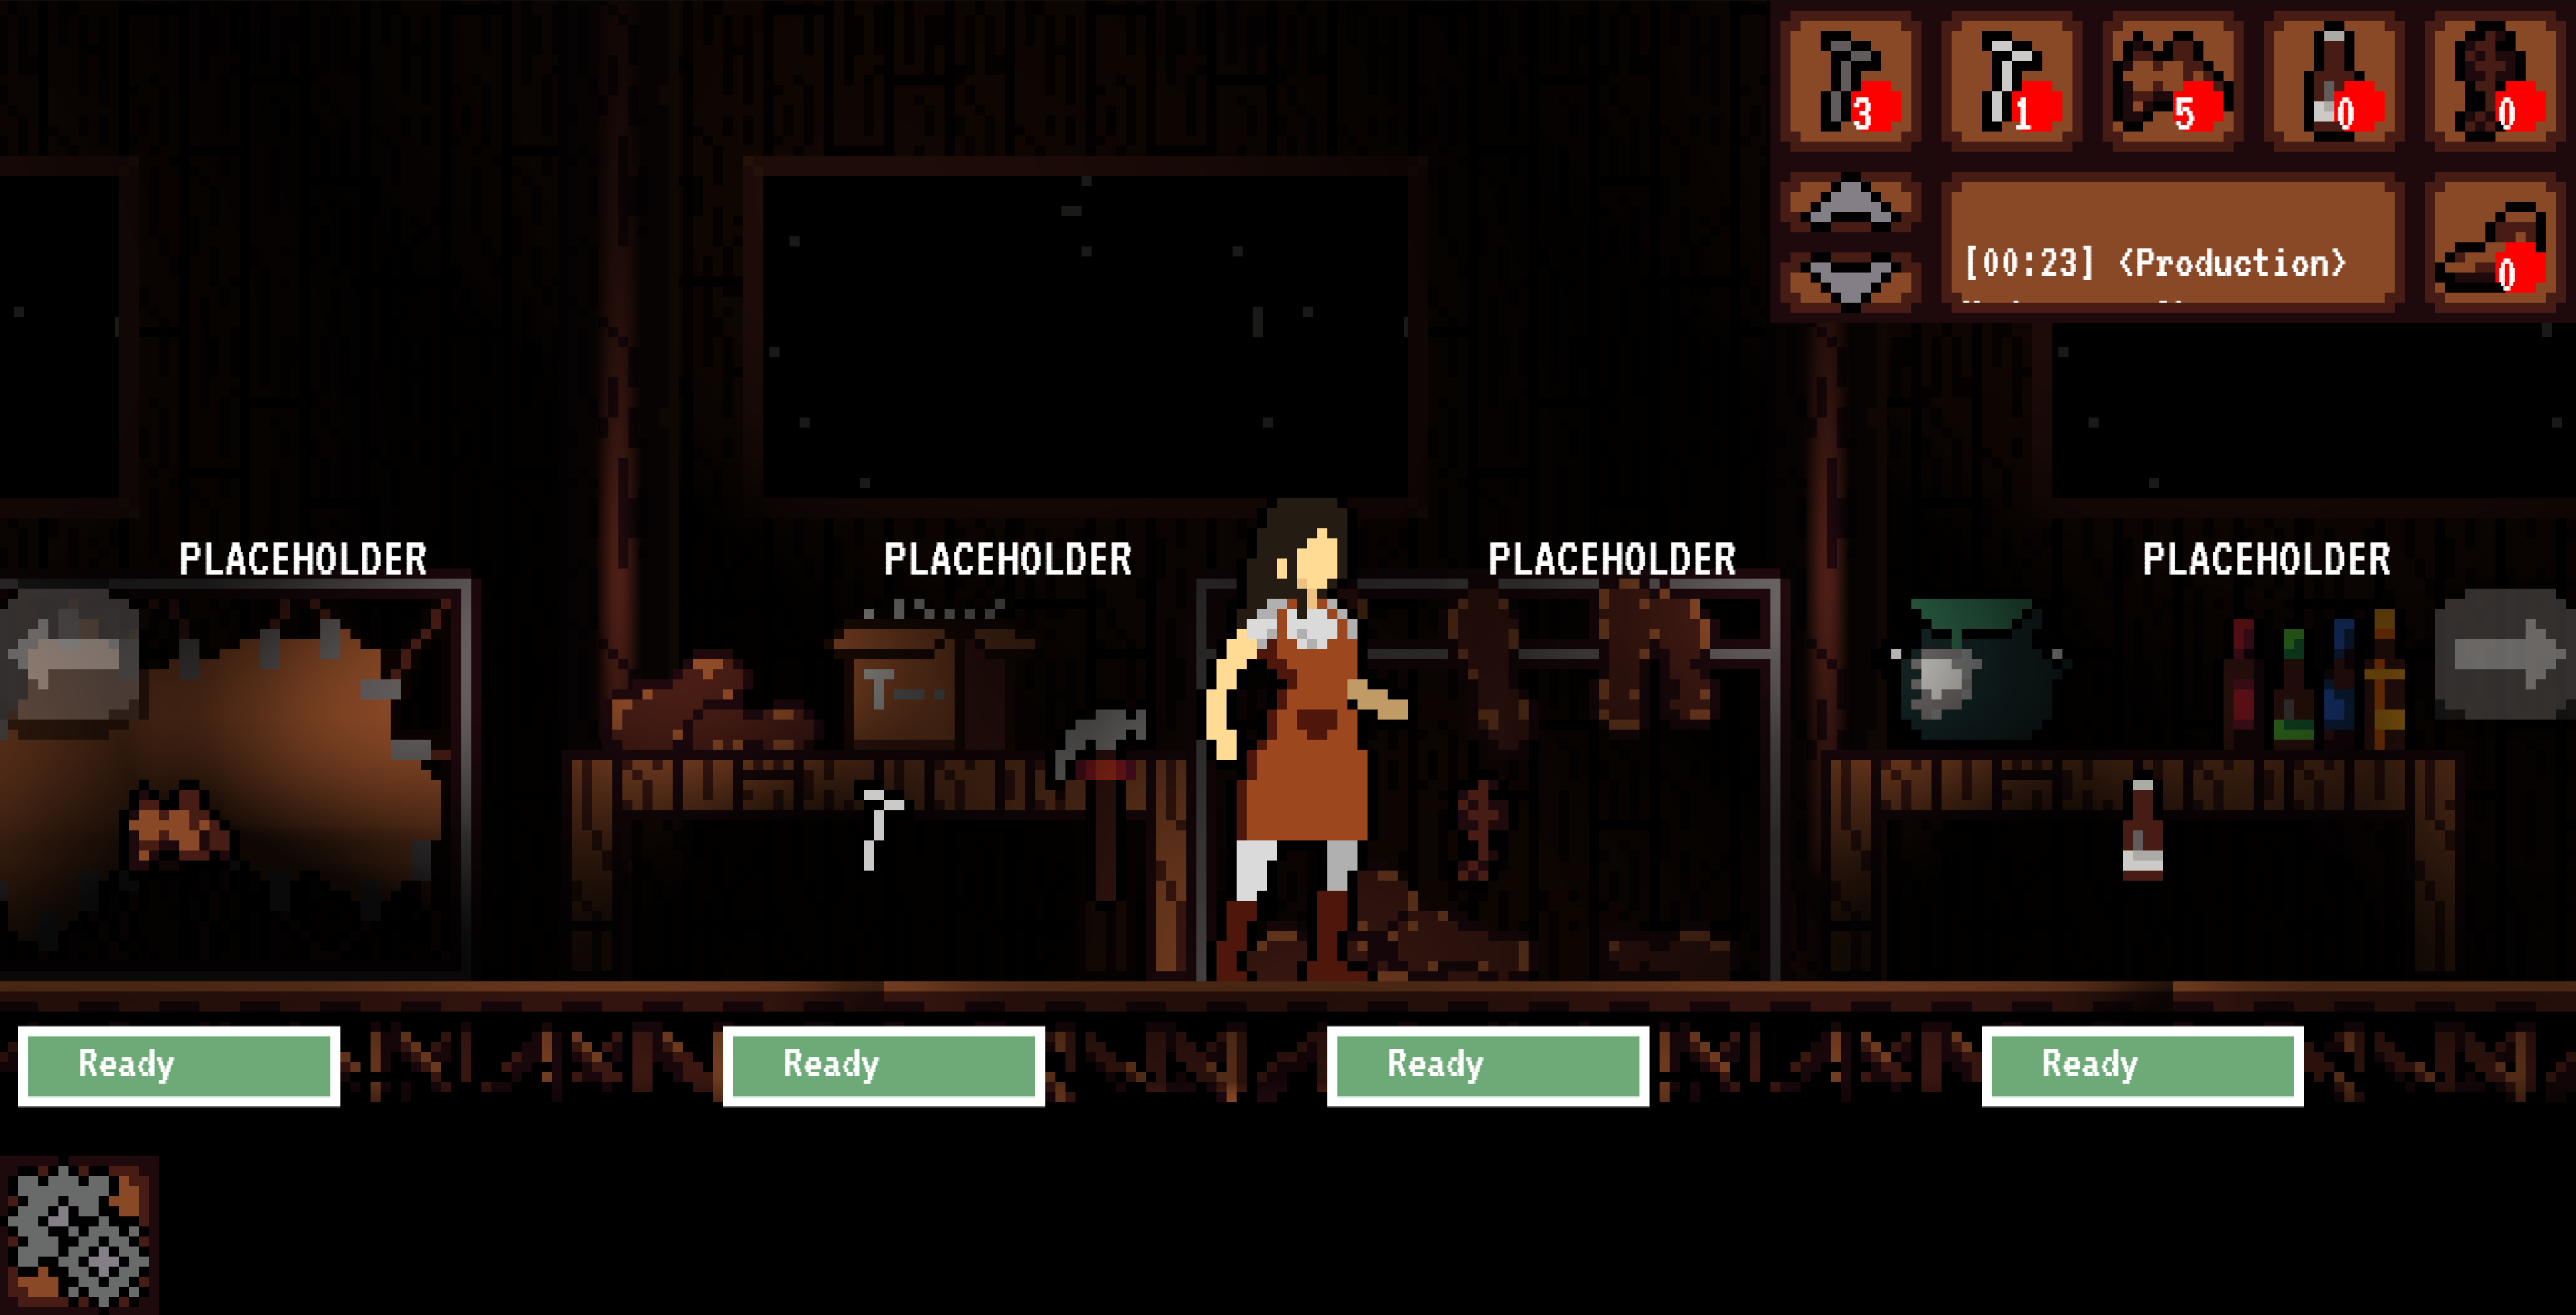 3 1 5 0 0
[00:23] <Production>
0
PLACEHOLDER PLACEHOLDER PLACEHOLDER PLACEHOLDER
T
Ready Ready Ready Ready